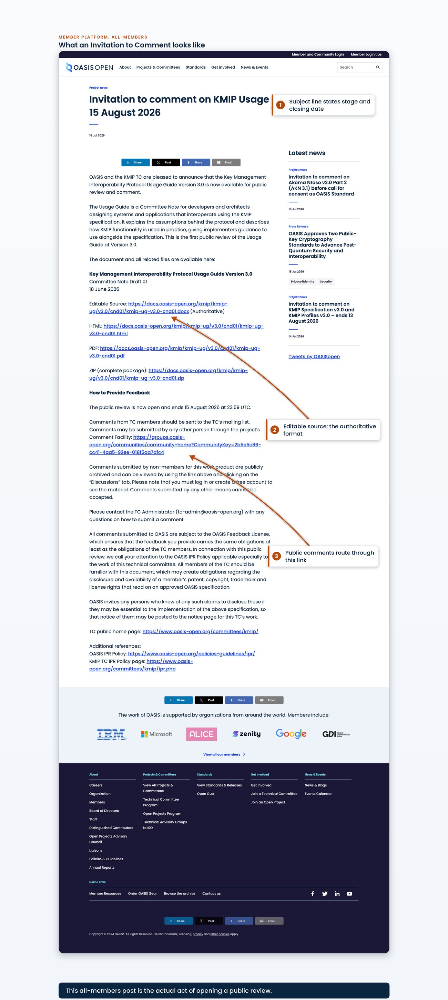 MEMBER PLATFORM, ALL-MEMBERS
What an Invitation to Comment looks like
Member and Community Login Member Login tips
OASIS OPEN About Projects & Committees Standards Get involved News & Events Search
Project news
Invitation to comment on KMIP Usage
15 August 2026
1 Subject line states stage and
closing date
16 Jul 2026
Share Post Share Email
OASIS and the KMIP TC are pleased to announce that the Key Management
Interoperability Protocol Usage Guide Version 3.0 is now available for public
review and comment.
The Usage Guide is a Committee Note for developers and architects
designing systems and applications that interoperate using the KMIP
specification. It explains the assumptions behind the protocol and describes
how KMIP functionality is used in practice, giving implementers guidance to
use alongside the specification. This is the first public review of the Usage
Guide at Version 3.0.
The document and all related files are available here:
Key Management Interoperability Protocol Usage Guide Version 3.0
Committee Note Draft 01
18 June 2026
Editable Source: https://docs.oasis-open.org/kmip/kmip-
ug/v3.0/cnd01/kmip-ug-v3.0-cnd01.docx (Authoritative)
HTML: https://docs.oasis-open.org/kmip/kmip-ug/v3.0/cnd01/kmip-ug-
v3.0-cnd01.html
PDF: https://docs.oasis-open.org/kmip/kmip-ug/v3.0/cnd01/kmip-ug-
v3.0-cnd01.pdf
ZIP (complete package): https://docs.oasis-open.org/kmip/kmip-
ug/v3.0/cnd01/kmip-ug-v3.0-cnd01.zip
How to Provide Feedback
The public review is now open and ends 15 August 2026 at 23:59 UTC.
Comments from TC members should be sent to the TC's mailing list.
Comments may be submitted by any other person through the project's
Comment Facility: https://groups.oasis-
open.org/communities/community-home?CommunityKey=2b5e5c66-
cc41-4aa5-92ee-018f5aa7dfc4
Comments submitted by non-members for this work product are publicly
archived and can be viewed by using the link above and clicking on the
“Discussions” tab. Please note that you must log in or create a free account to
see the material. Comments submitted by any other means cannot be
accepted.
Please contact the TC Administrator (tc-admin@oasis-open.org) with any
questions on how to submit a comment.
All comments submitted to OASIS are subject to the OASIS Feedback License,
which ensures that the feedback you provide carries the same obligations at
least as the obligations of the TC members. In connection with this public
review, we call your attention to the OASIS IPR Policy applicable especially to
the work of this technical committee. All members of the TC should be
familiar with this document, which may create obligations regarding the
disclosure and availability of a member's patent, copyright, trademark and
license rights that read on an approved OASIS specification.
OASIS invites any persons who know of any such claims to disclose these if
they may be essential to the implementation of the above specification, so
that notice of them may be posted to the notice page for this TC's work.
TC public home page: https://www.oasis-open.org/committees/kmip/
Additional references:
OASIS IPR Policy: https://www.oasis-open.org/policies-guidelines/ipr/
KMIP TC IPR Policy page: https://www.oasis-
open.org/committees/kmip/ipr.php
Latest news
Project news
Invitation to comment on
Akoma Ntoso v2.0 Part 2
(AKN 3.1) before call for
consent as OASIS Standard
16 Jul 2026
Press Release
OASIS Approves Two Public-
Key Cryptography
Standards to Advance Post-
Quantum Security and
Interoperability
15 Jul 2026
Privacy/Identity Security
Project news
Invitation to comment on
KMIP Specification v3.0 and
KMIP Profiles v3.0 – ends 13
August 2026
14 Jul 2026
Tweets by OASISopen
2 Editable source: the authoritative
format
3 Public comments route through
this link
Share Post Share Email
The work of OASIS is supported by organizations from around the world. Members include:
IBM Microsoft ALICE zenity Google GDI Global
Disinformation
Index
View all our members
About
Careers
Organization
Members
Board of Directors
Staff
Distinguished Contributors
Open Projects Advisory
Council
Liaisons
Policies & Guidelines
Annual Reports
Projects & Committees
View All Projects &
Committees
Technical Committee
Program
Open Projects Program
Technical Advisory Groups
to ISO
Standards
View Standards & Releases
Open Cup
Get involved
Get Involved
Join a Technical Committee
Join an Open Project
News & Events
News & Blogs
Events Calendar
Useful links
Member Resources Order OASIS Gear Browse the archive Contact us
Share Post Share Email
Copyright © 2024 OASIS®. All Rights Reserved. OASIS trademark, licensing, privacy and other policies apply.
This all-members post is the actual act of opening a public review.